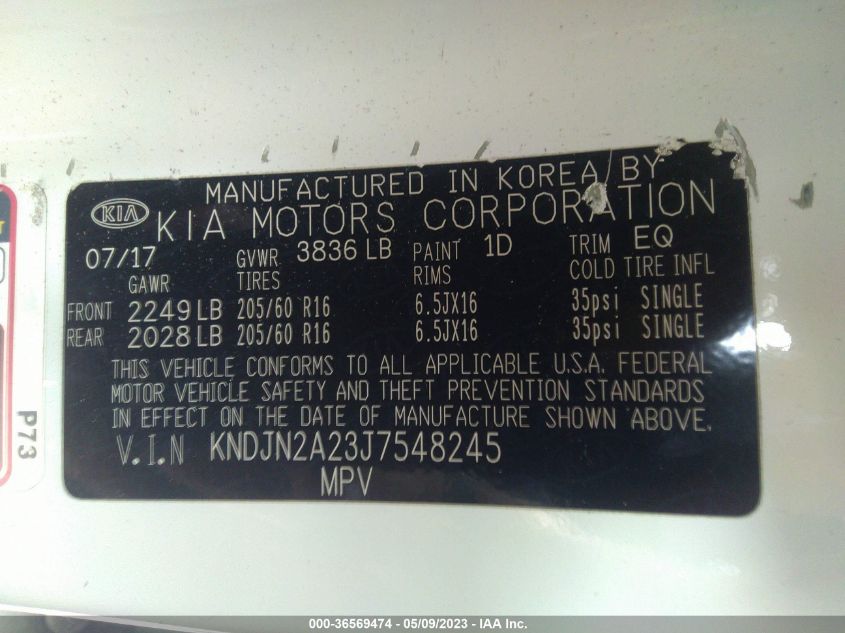 MANUFACTURED IN KOREA BY
KIA KIA MOTORS CORPORATION
07/17 GVWR 3836 LB PAINT 1D TRIM EQ
GAWR TIRES RIMS COLD TIRE INFL
FRONT 2249 LB 205/60 R16 6.5JX16 35psi SINGLE
REAR 2028 LB 205/60 R16 6.5JX16 35psi SINGLE
THIS VEHICLE CONFORMS TO ALL APPLICABLE U.S.A. FEDERAL
MOTOR VEHICLE SAFETY AND THEFT PREVENTION STANDARDS
IN EFFECT ON THE DATE OF MANUFACTURE SHOWN ABOVE.
V.I.N KNDJN2A23J7548245
MPV
P73
000-36569474 - 05/09/2023 - IAA Inc.